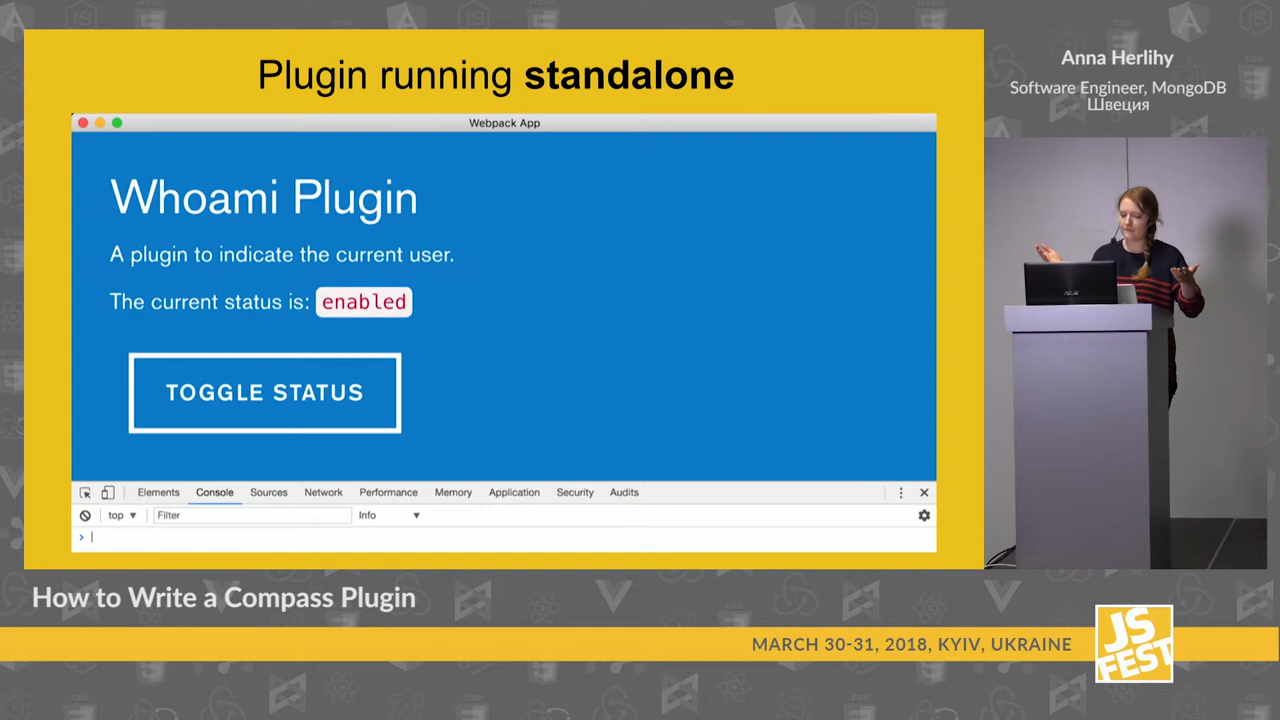 Plugin running standalone
Webpack App
Whoami Plugin
A plugin to indicate the current user.
The current status is: enabled
TOGGLE STATUS
Elements Console Sources Network Performance Memory Application Security Audits
top Filter Info
Anna Herlihy
Software Engineer, MongoDB
Швеция
How to Write a Compass Plugin
MARCH 30-31, 2018, KYIV, UKRAINE
JS
FEST